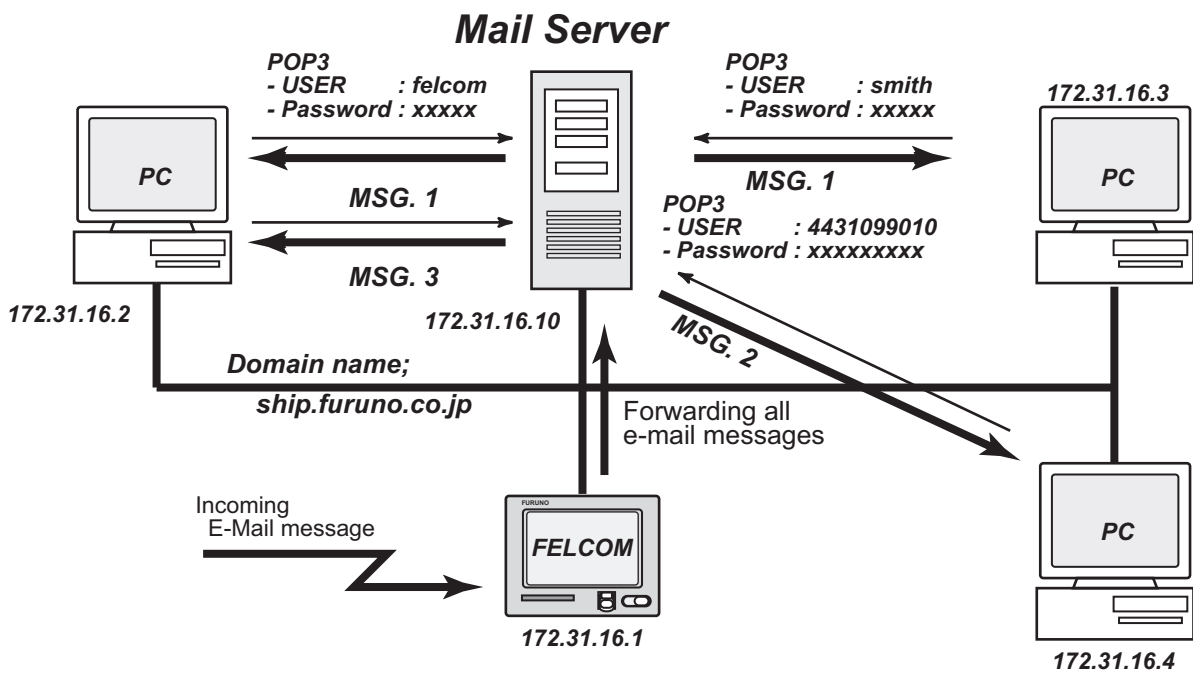 Mail Server
POP3
- USER : felcom
- Password : xxxxx
POP3
- USER : smith
- Password : xxxxx
172.31.16.3
PC
PC
MSG. 1
MSG. 1
POP3
- USER : 4431099010
- Password : xxxxxxxxx
MSG. 3
172.31.16.2
172.31.16.10
MSG. 2
Domain name;
ship.furuno.co.jp
Forwarding all
e-mail messages
Incoming
E-Mail message
FURUNO
FELCOM
PC
172.31.16.1
172.31.16.4